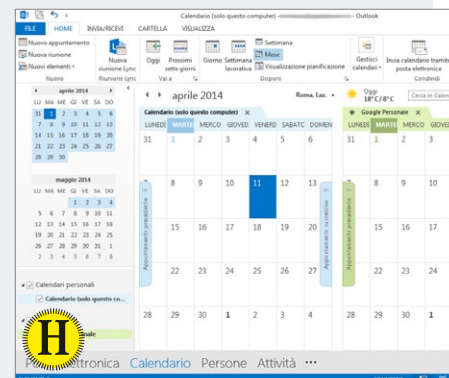 Calendario (solo questo computer) - Outlook
FILE HOME INVIA/RICEVI CARTELLA VISUALIZZA
Nuovo appuntamento
Nuova riunione
Nuovi elementi
Nuovo
Nuova riunione Lync
Riunione Lync
Oggi
Prossimi sette giorni
Vai a
Giorno
Settimana lavorativa
Settimana
Mese
Visualizzazione pianificazione
Disponi
Gestisci calendari
Invia calendario tramite posta elettronica
Condividi
aprile 2014
LU MA ME GI VE SA DO
31 1 2 3 4 5 6
7 8 9 10 11 12 13
14 15 16 17 18 19 20
21 22 23 24 25 26 27
28 29 30
maggio 2014
LU MA ME GI VE SA DO
1 2 3 4
5 6 7 8 9 10 11
12 13 14 15 16 17 18
19 20 21 22 23 24 25
26 27 28 29 30 31 1
2 3 4 5 6 7 8
Calendari personali
Calendario (solo questo co...
aprile 2014
Roma, Laz.
Oggi
18°C/8°C
Cerca in Calen
Calendario (solo questo computer)
LUNEDÌ MARTE MERCO GIOVED VENERD SABATC DOMEN
31 1 2 3 4 5 6
8 9 10 11 12 13
15 16 17 18 19 20
22 23 24 25 26 27
28 29 30 1 2 3 4
Appuntamento precedente
Appuntamento successivo
Google Personale
LUNEDÌ MARTE MERCO GIOVED
31 1 2 3
8 9 10
15 16 17
22 23 24
28 29 30 1
Appuntamento precedente
H
Calendario Persone Attività ...